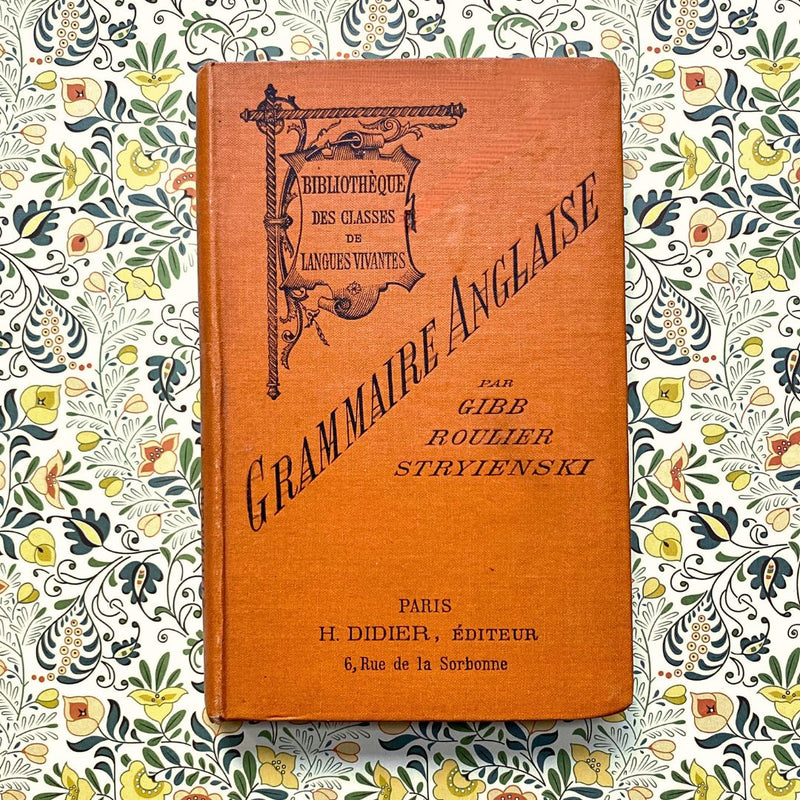 BIBLIOTHÈQUE
DES CLASSES
DE
LANGUES VIVANTES
GRAMMAIRE ANGLAISE
PAR
GIBB
ROULIER
STRYIENSKI
PARIS
H. DIDIER, ÉDITEUR
6, Rue de la Sorbonne